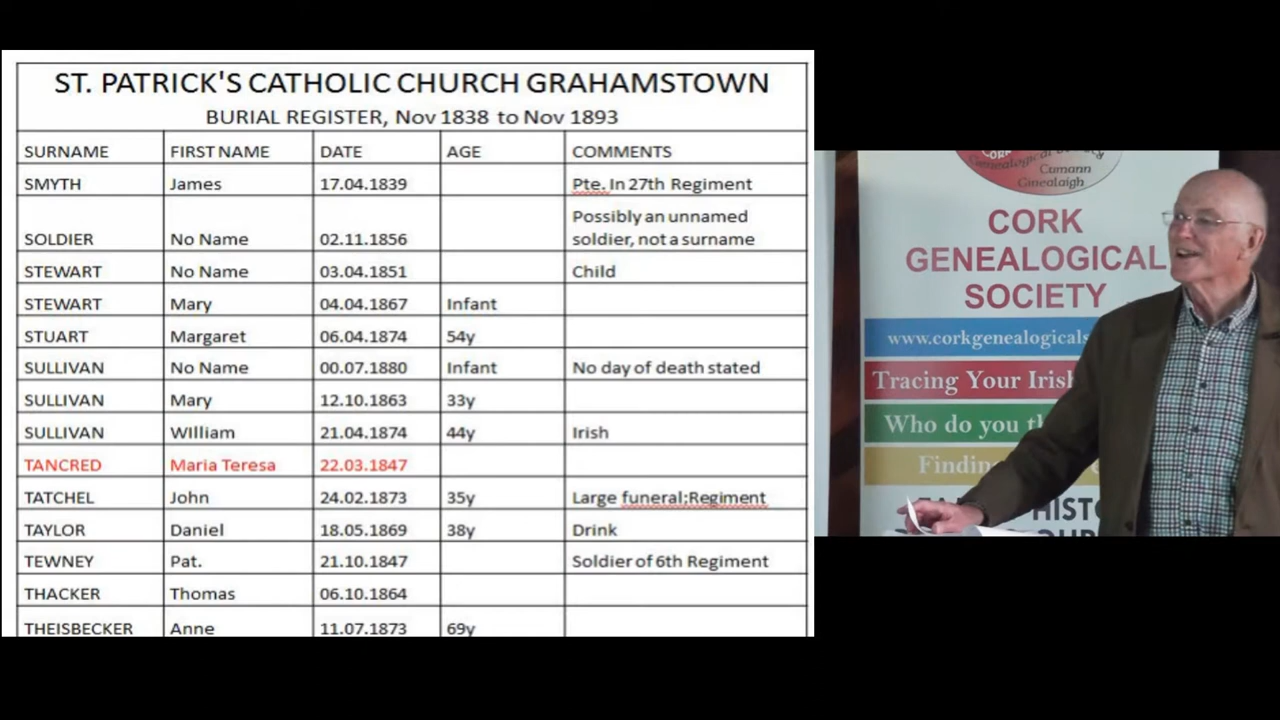 ST. PATRICK'S CATHOLIC CHURCH GRAHAMSTOWN
BURIAL REGISTER, Nov 1838 to Nov 1893
SURNAME FIRST NAME DATE AGE COMMENTS
SMYTH James 17.04.1839 Pte. In 27th Regiment
Possibly an unnamed
SOLDIER No Name 02.11.1856 soldier, not a surname
STEWART No Name 03.04.1851 Child
STEWART Mary 04.04.1867 Infant
STUART Margaret 06.04.1874 54y
SULLIVAN No Name 00.07.1880 Infant No day of death stated
SULLIVAN Mary 12.10.1863 33y
SULLIVAN WIlliam 21.04.1874 44y Irish
TANCRED Maria Teresa 22.03.1847
TATCHEL John 24.02.1873 35y Large funeral:Regiment
TAYLOR Daniel 18.05.1869 38y Drink
TEWNEY Pat. 21.10.1847 Soldier of 6th Regiment
THACKER Thomas 06.10.1864
THEISBECKER Anne 11.07.1873 69y
Genealogical
Cumann
Ginealaigh
CORK
GENEALOGICAL
SOCIETY
www.corkgenealogicals
Tracing Your Irish
Who do you th
Findin